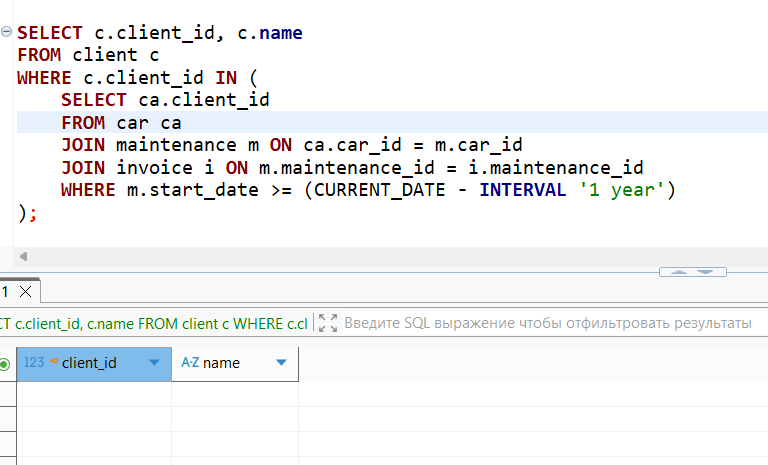 SELECT c.client_id, c.name
FROM client c
WHERE c.client_id IN (
SELECT ca.client_id
FROM car ca
JOIN maintenance m ON ca.car_id = m.car_id
JOIN invoice i ON m.maintenance_id = i.maintenance_id
WHERE m.start_date >= (CURRENT_DATE - INTERVAL '1 year')
);
1
CT c.client_id, c.name FROM client c WHERE c.cl Введите SQL выражение чтобы отфильтровать результаты
123 client_id A-Z name